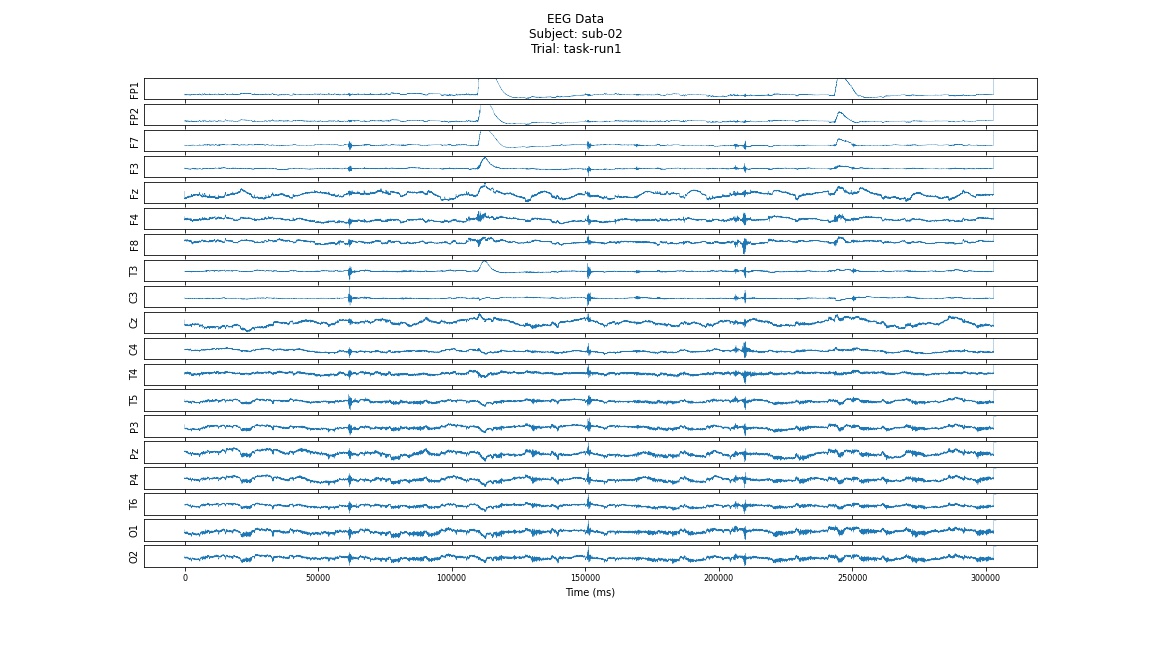 EEG Data
Subject: sub-02
Trial: task-run1
FP1
FP2
F7
F3
Fz
F4
F8
T3
C3
Cz
C4
T4
T5
P3
Pz
P4
T6
O1
O2
0 50000 100000 150000 200000 250000 300000
Time (ms)